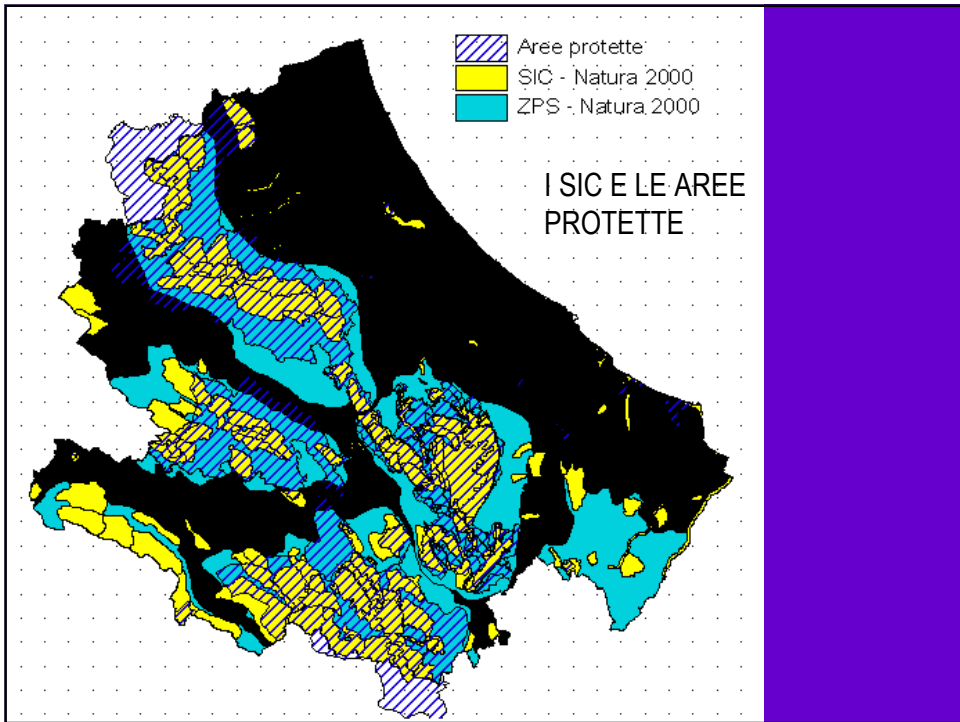 Aree protette
SIC - Natura 2000
ZPS - Natura 2000
I SIC E LE AREE
PROTETTE